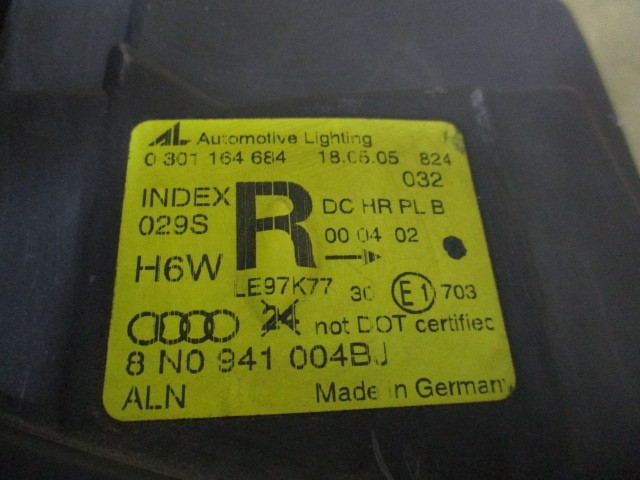 AL Automotive Lighting
0 301 164 684 18.05.05 824
032
INDEX R DC HR PL B
029S 00 04 02
H6W LE97K77 30 E1 703
24 not DOT certified
8 N0 941 004BJ
ALN Made in Germany